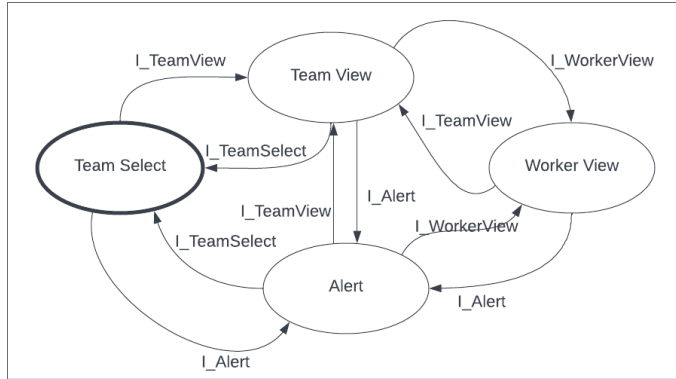 I_TeamView
Team View
I_WorkerView
I_TeamView
I_TeamSelect
Team Select
Worker View
I_Alert
I_TeamView
I_WorkerView
I_TeamSelect
Alert
I_Alert
I_Alert